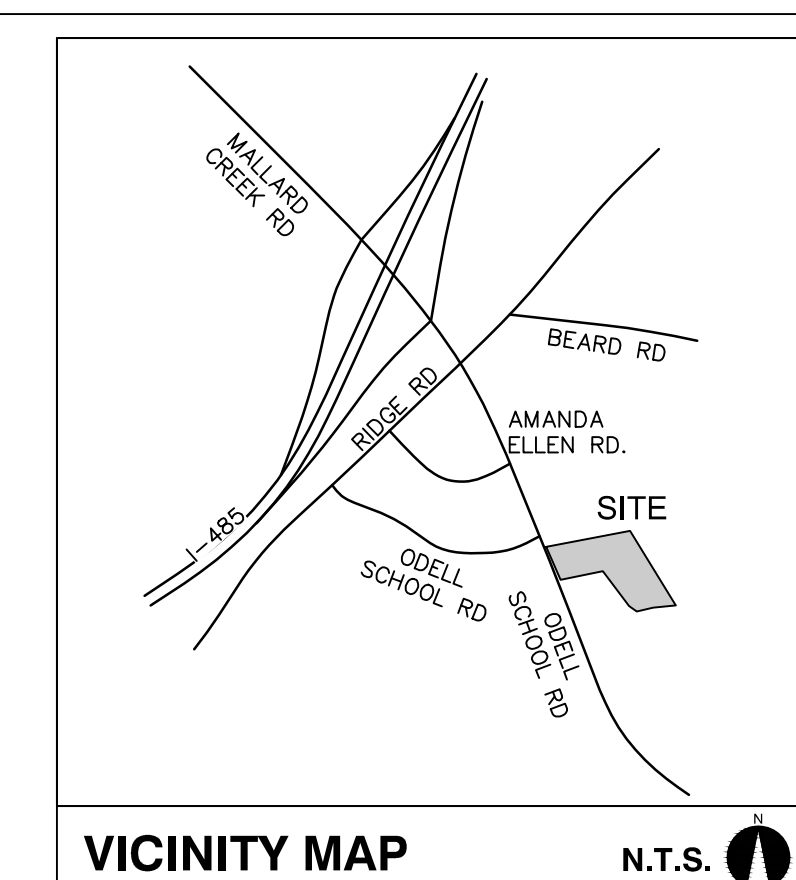 MALLARD
CREEK RD
BEARD RD
RIDGE RD
AMANDA
ELLEN RD.
SITE
I-485
ODELL
SCHOOL RD
ODELL
SCHOOL RD
VICINITY MAP
N.T.S.
N